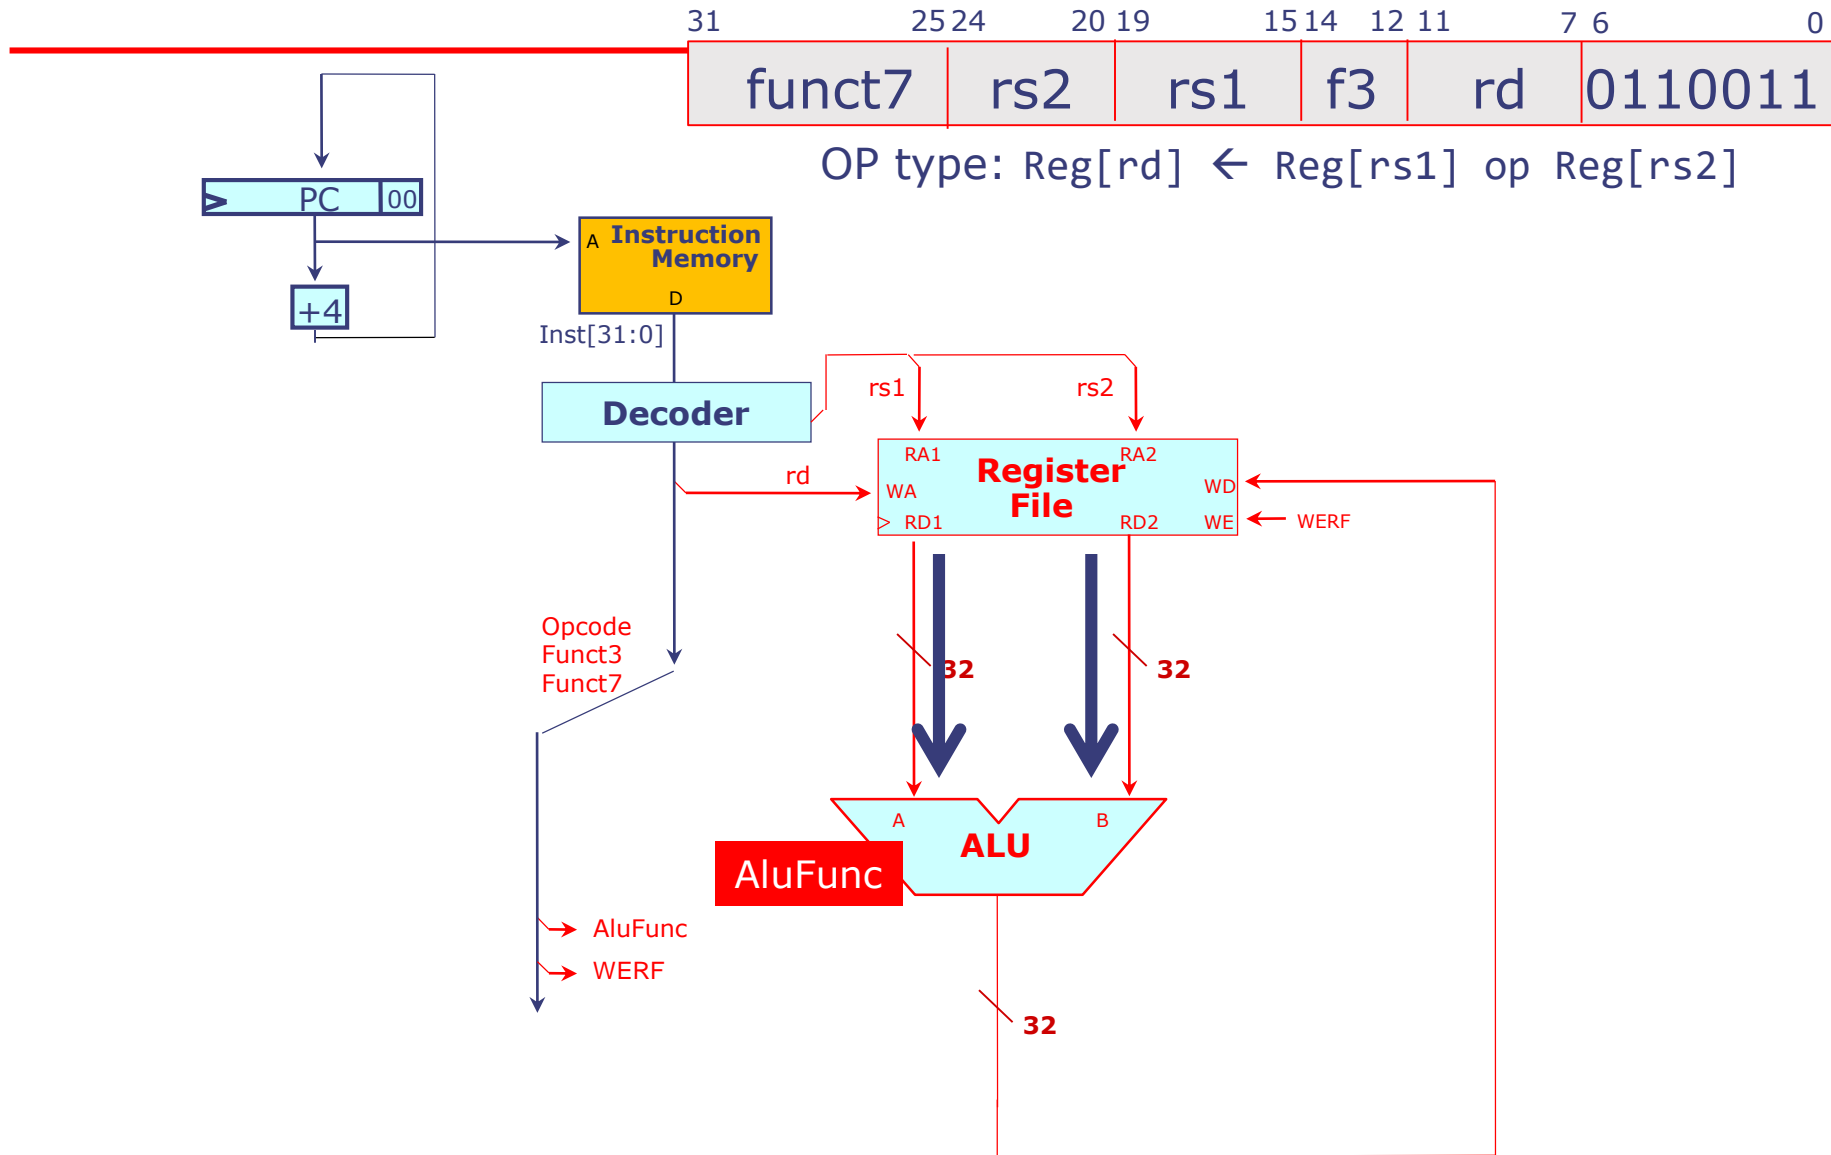 31 25 24 20 19 15 14 12 11 7 6 0
funct7 rs2 rs1 f3 rd 0110011
OP type: Reg[rd] ← Reg[rs1] op Reg[rs2]
PC 00
+4
A Instruction
Memory
D
Inst[31:0]
Decoder
rs1 rs2
rd
RA1 RA2
Register
File
WA WD
RD1 RD2 WE
WERF
Opcode
Funct3
Funct7
32 32
A B
ALU
AluFunc
AluFunc
WERF
32